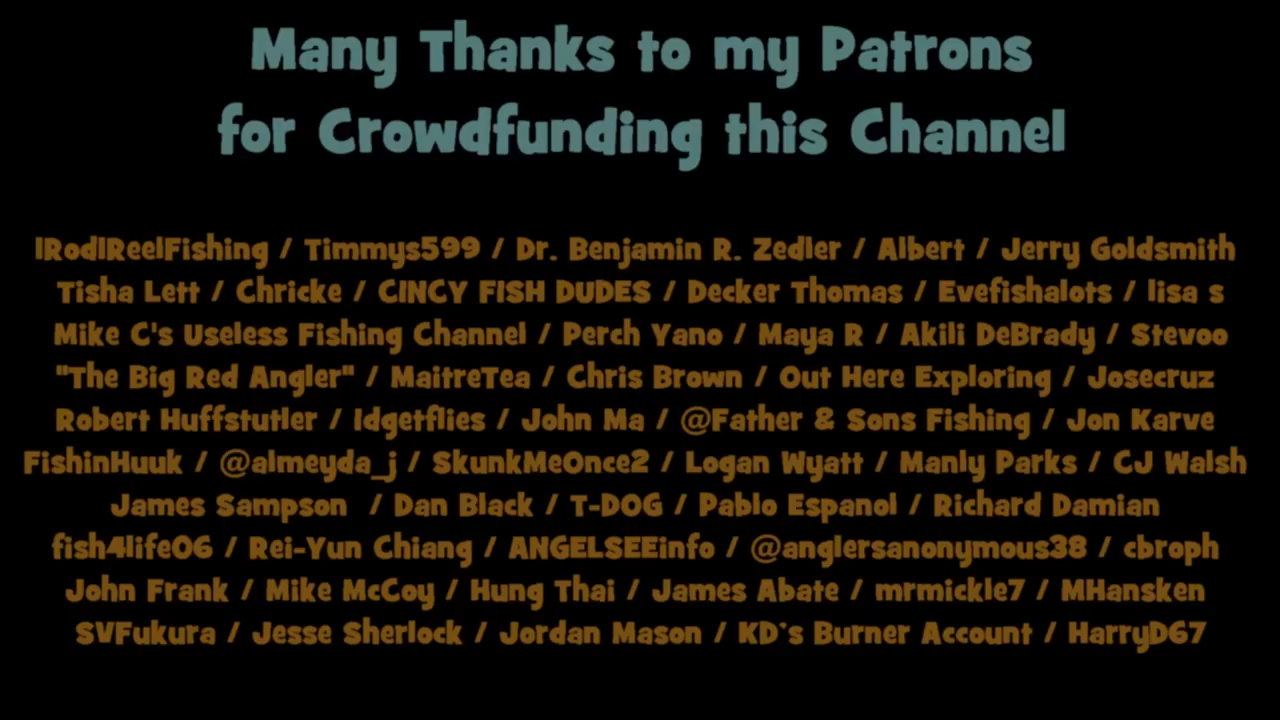 Many Thanks to my Patrons
for Crowdfunding this Channel
1Rod1ReelFishing / Timmys599 / Dr. Benjamin R. Zedler / Albert / Jerry Goldsmith
Tisha Lett / Chricke / CINCY FISH DUDES / Decker Thomas / Evefishalots / lisa s
Mike C's Useless Fishing Channel / Perch Yano / Maya R / Akili DeBrady / Stevoo
"The Big Red Angler" / MaitreTea / Chris Brown / Out Here Exploring / Josecruz
Robert Huffstutler / Idgetflies / John Ma / @Father & Sons Fishing / Jon Karve
FishinHuuk / @almeyda_j / SkunkMeOnce2 / Logan Wyatt / Manly Parks / CJ Walsh
James Sampson / Dan Black / T-DOG / Pablo Espanol / Richard Damian
fish4life06 / Rei-Yun Chiang / ANGELSEEinfo / @anglersanonymous38 / cbroph
John Frank / Mike McCoy / Hung Thai / James Abate / mrmickle7 / MHansken
SVFukura / Jesse Sherlock / Jordan Mason / KD's Burner Account / HarryD67